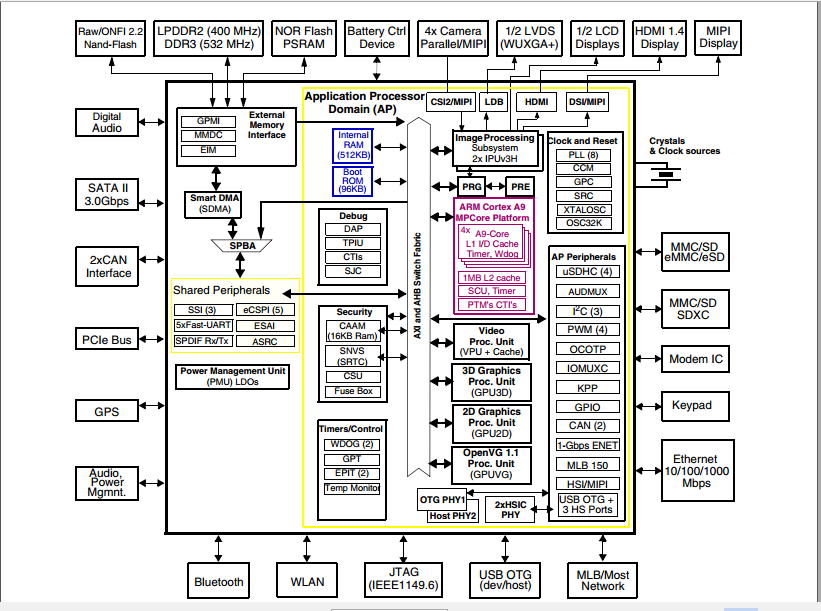 Raw/ONFI 2.2
Nand-Flash
LPDDR2 (400 MHz)
DDR3 (532 MHz)
NOR Flash
PSRAM
Battery Ctrl
Device
4x Camera
Parallel/MIPI
1/2 LVDS
(WUXGA+)
1/2 LCD
Displays
HDMI 1.4
Display
MIPI
Display
Digital
Audio
SATA II
3.0Gbps
2xCAN
Interface
PCIe Bus
GPS
Audio,
Power
Mgmnt.
GPMI
MMDC
EIM
External
Memory
Interface
Smart DMA
(SDMA)
SPBA
Shared Peripherals
SSI (3)
eCSPI (5)
5xFast-UART
ESAI
SPDIF Rx/Tx
ASRC
Power Management Unit
(PMU) LDOs
Application Processor
Domain (AP)
Internal
RAM
(512KB)
Boot
ROM
(96KB)
Debug
DAP
TPIU
CTIs
SJC
Security
CAAM
(16KB Ram)
SNVS
(SRTC)
CSU
Fuse Box
Timers/Control
WDOG (2)
GPT
EPIT (2)
Temp Monitor
AXI and AHB Switch Fabric
CSI2/MIPI
LDB
HDMI
DSI/MIPI
Image Processing
Subsystem
2x IPUv3H
PRG
PRE
ARM Cortex A9
MPCore Platform
4x
A9-Core
L1 I/D Cache
Timer, Wdog
1MB L2 cache
SCU, Timer
PTM's CTI's
Video
Proc. Unit
(VPU + Cache)
3D Graphics
Proc. Unit
(GPU3D)
2D Graphics
Proc. Unit
(GPU2D)
OpenVG 1.1
Proc. Unit
(GPUVG)
OTG PHY1
Host PHY2
2xHSIC
PHY
Clock and Reset
PLL (8)
CCM
GPC
SRC
XTALOSC
OSC32K
AP Peripherals
uSDHC (4)
AUDMUX
I2C (3)
PWM (4)
OCOTP
IOMUXC
KPP
GPIO
CAN (2)
1-Gbps ENET
MLB 150
HSI/MIPI
USB OTG +
3 HS Ports
Crystals
& Clock sources
MMC/SD
eMMC/eSD
MMC/SD
SDXC
Modem IC
Keypad
Ethernet
10/100/1000
Mbps
Bluetooth
WLAN
JTAG
(IEEE1149.6)
USB OTG
(dev/host)
MLB/Most
Network